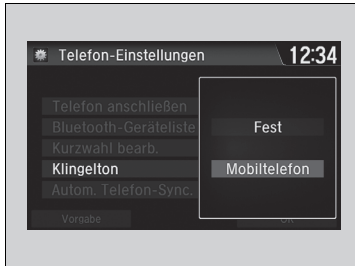 Telefon-Einstellungen
12:34
Telefon anschließen
Bluetooth-Geräteliste
Kurzwahl bearb.
Klingelton
Autom. Telefon-Sync.
Fest
Mobiltelefon
Vorgabe
OK